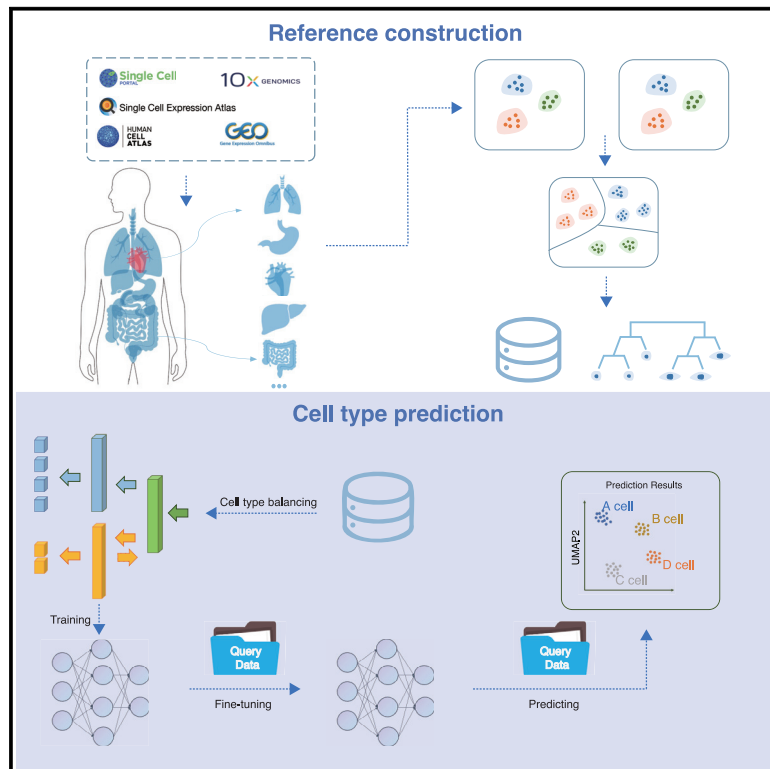 Reference construction
Single Cell
PORTAL
10X GENOMICS
Single Cell Expression Atlas
HUMAN
CELL
ATLAS
GEO
Gene Expression Omnibus
Cell type prediction
Cell type balancing
Prediction Results
A cell
B cell
D cell
C cell
UMAP2
Training
Query
Data
Fine-tuning
Query
Data
Predicting